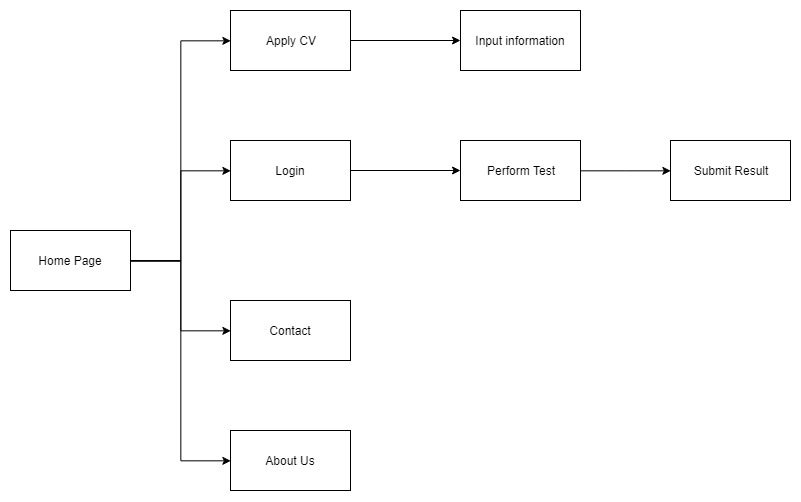 Apply CV
Input information
Login
Perform Test
Submit Result
Home Page
Contact
About Us